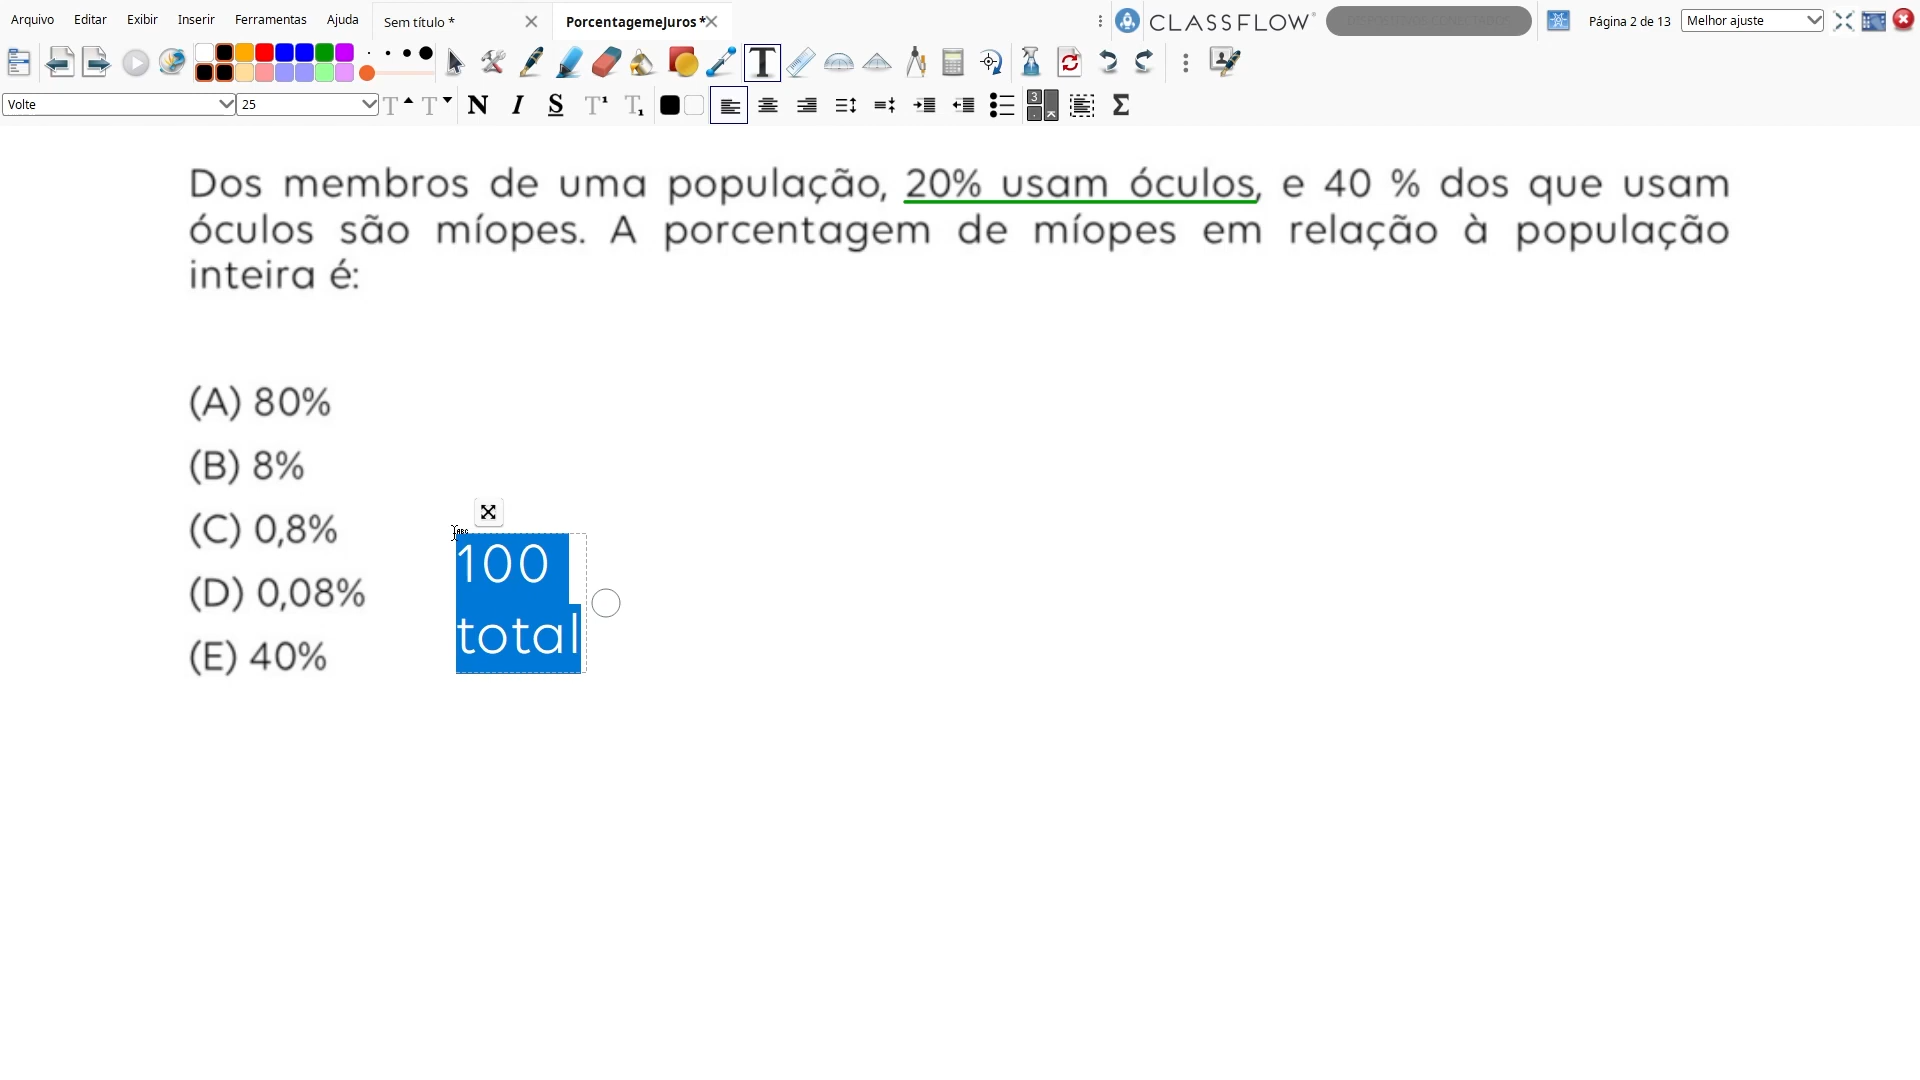 Arquivo Editar Exibir Inserir Ferramentas Ajuda Sem título * PorcentagemeJuros * CLASSFLOW Página 2 de 13 Melhor ajuste
Volte 25 N I S
Dos membros de uma população, 20% usam óculos, e 40 % dos que usam
óculos são míopes. A porcentagem de míopes em relação à população
inteira é:
(A) 80%
(B) 8%
(C) 0,8%
(D) 0,08%
(E) 40%
100
total